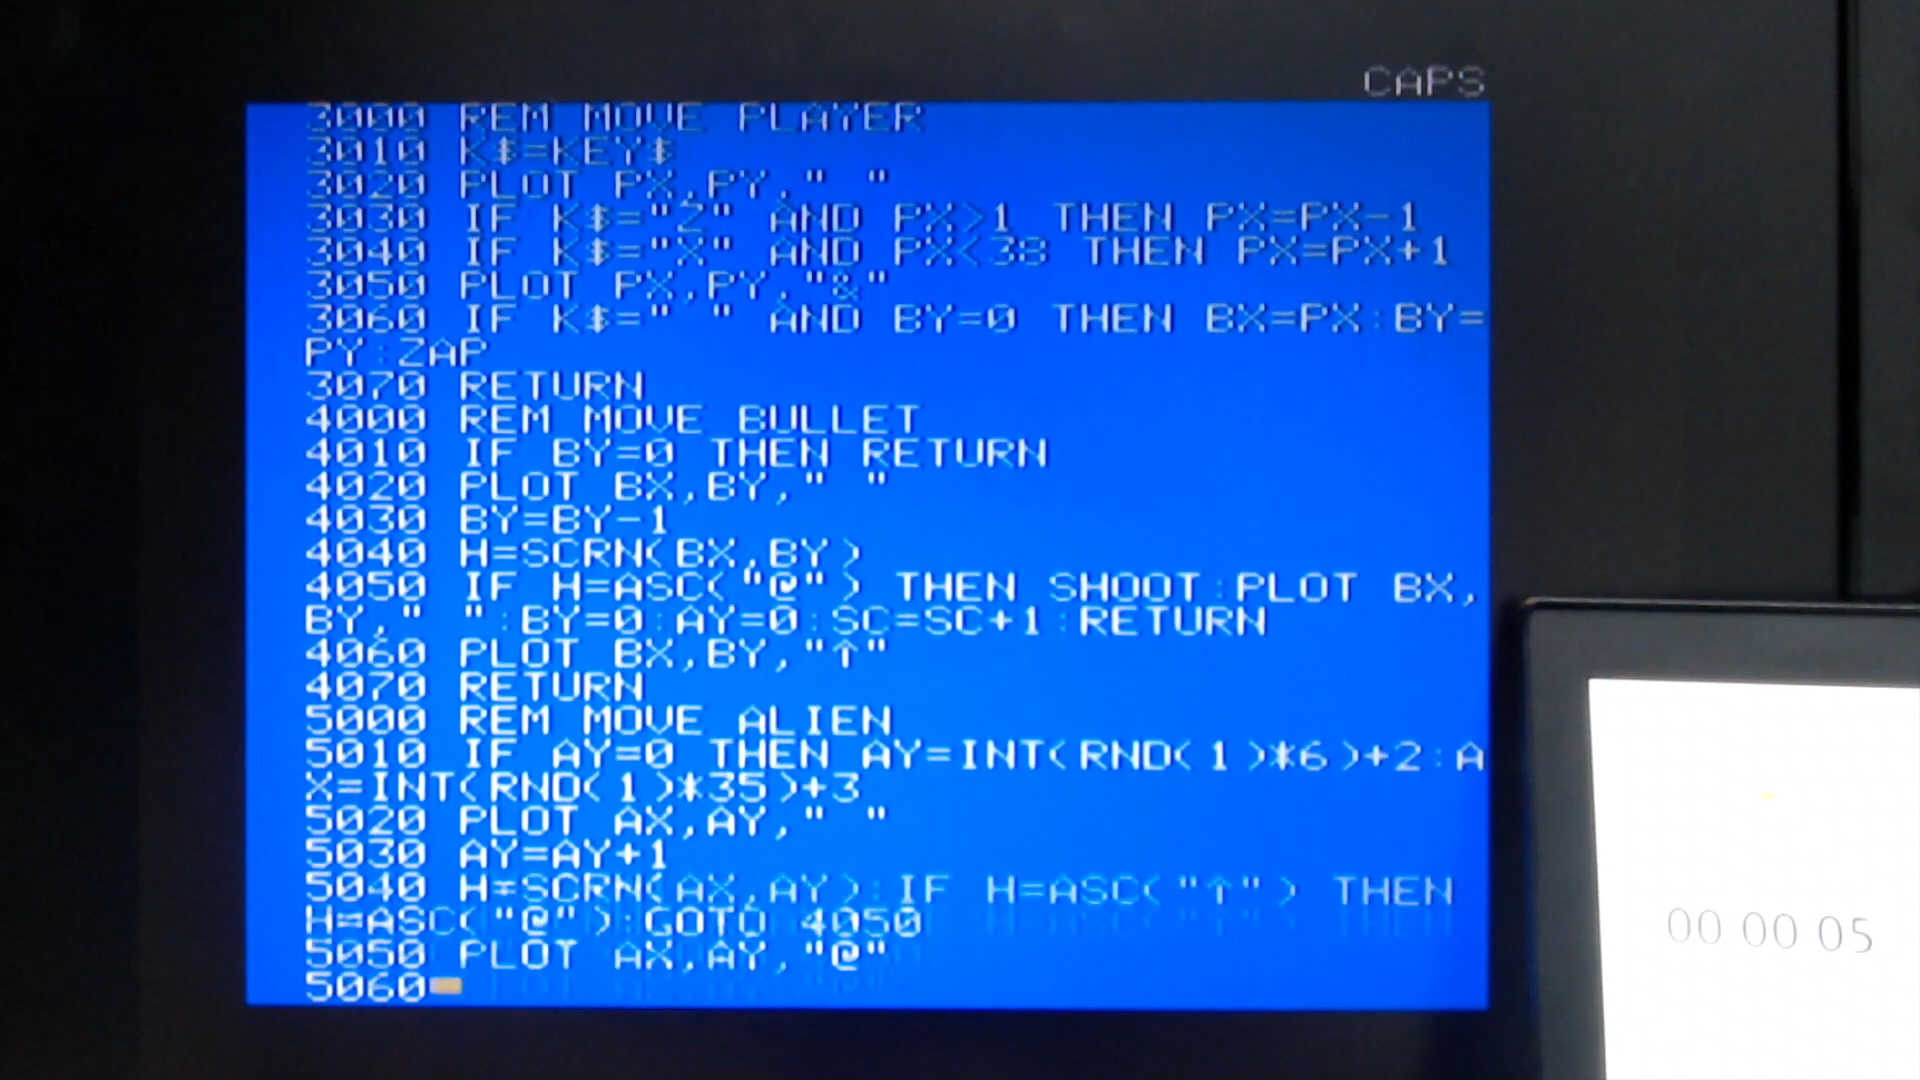 CAPS
3000 REM MOVE PLAYER
3010 K$=KEY$
3020 PLOT PX,PY," "
3030 IF K$="Z" AND PX>1 THEN PX=PX-1
3040 IF K$="X" AND PX<38 THEN PX=PX+1
3050 PLOT PX,PY,"&"
3060 IF K$=" " AND BY=0 THEN BX=PX:BY=
PY:ZAP
3070 RETURN
4000 REM MOVE BULLET
4010 IF BY=0 THEN RETURN
4020 PLOT BX,BY," "
4030 BY=BY-1
4040 H=SCRN(BX,BY)
4050 IF H=ASC("@") THEN SHOOT:PLOT BX,
BY," ":BY=0:AY=0:SC=SC+1:RETURN
4060 PLOT BX,BY,"↑"
4070 RETURN
5000 REM MOVE ALIEN
5010 IF AY=0 THEN AY=INT(RND(1)*6)+2:A
X=INT(RND(1)*35)+3
5020 PLOT AX,AY," "
5030 AY=AY+1
5040 H=SCRN(AX,AY):IF H=ASC("↑") THEN
H=ASC("@"):GOTO 4050
5050 PLOT AX,AY,"@"
5060
00 00 05